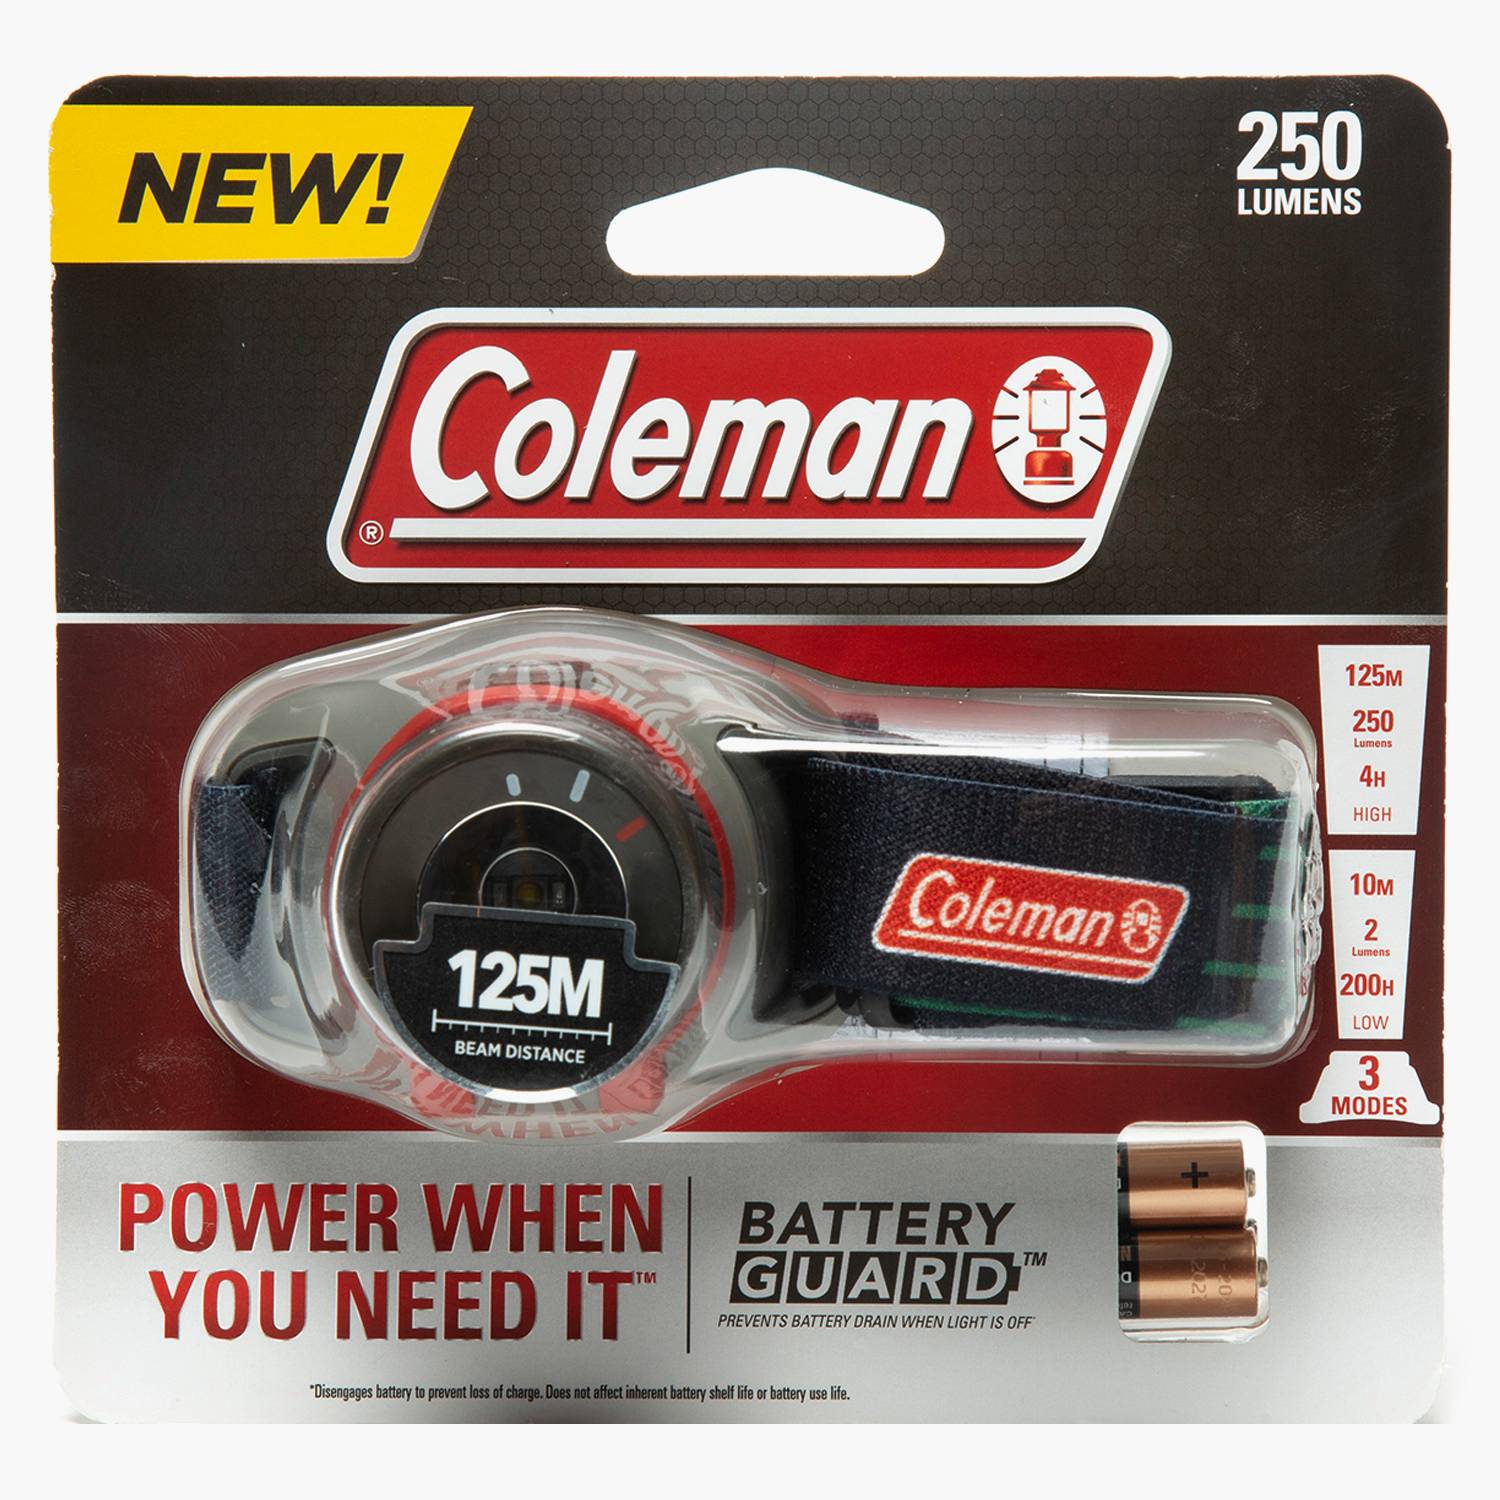 NEW!
250
LUMENS
Coleman
®
125M
250
Lumens
4H
HIGH
Coleman
125M
BEAM DISTANCE
10M
2
Lumens
200H
LOW
3
MODES
POWER WHEN
YOU NEED IT™
BATTERY
GUARD™
PREVENTS BATTERY DRAIN WHEN LIGHT IS OFF*
+
*Disengages battery to prevent loss of charge. Does not affect inherent battery shelf life or battery use life.